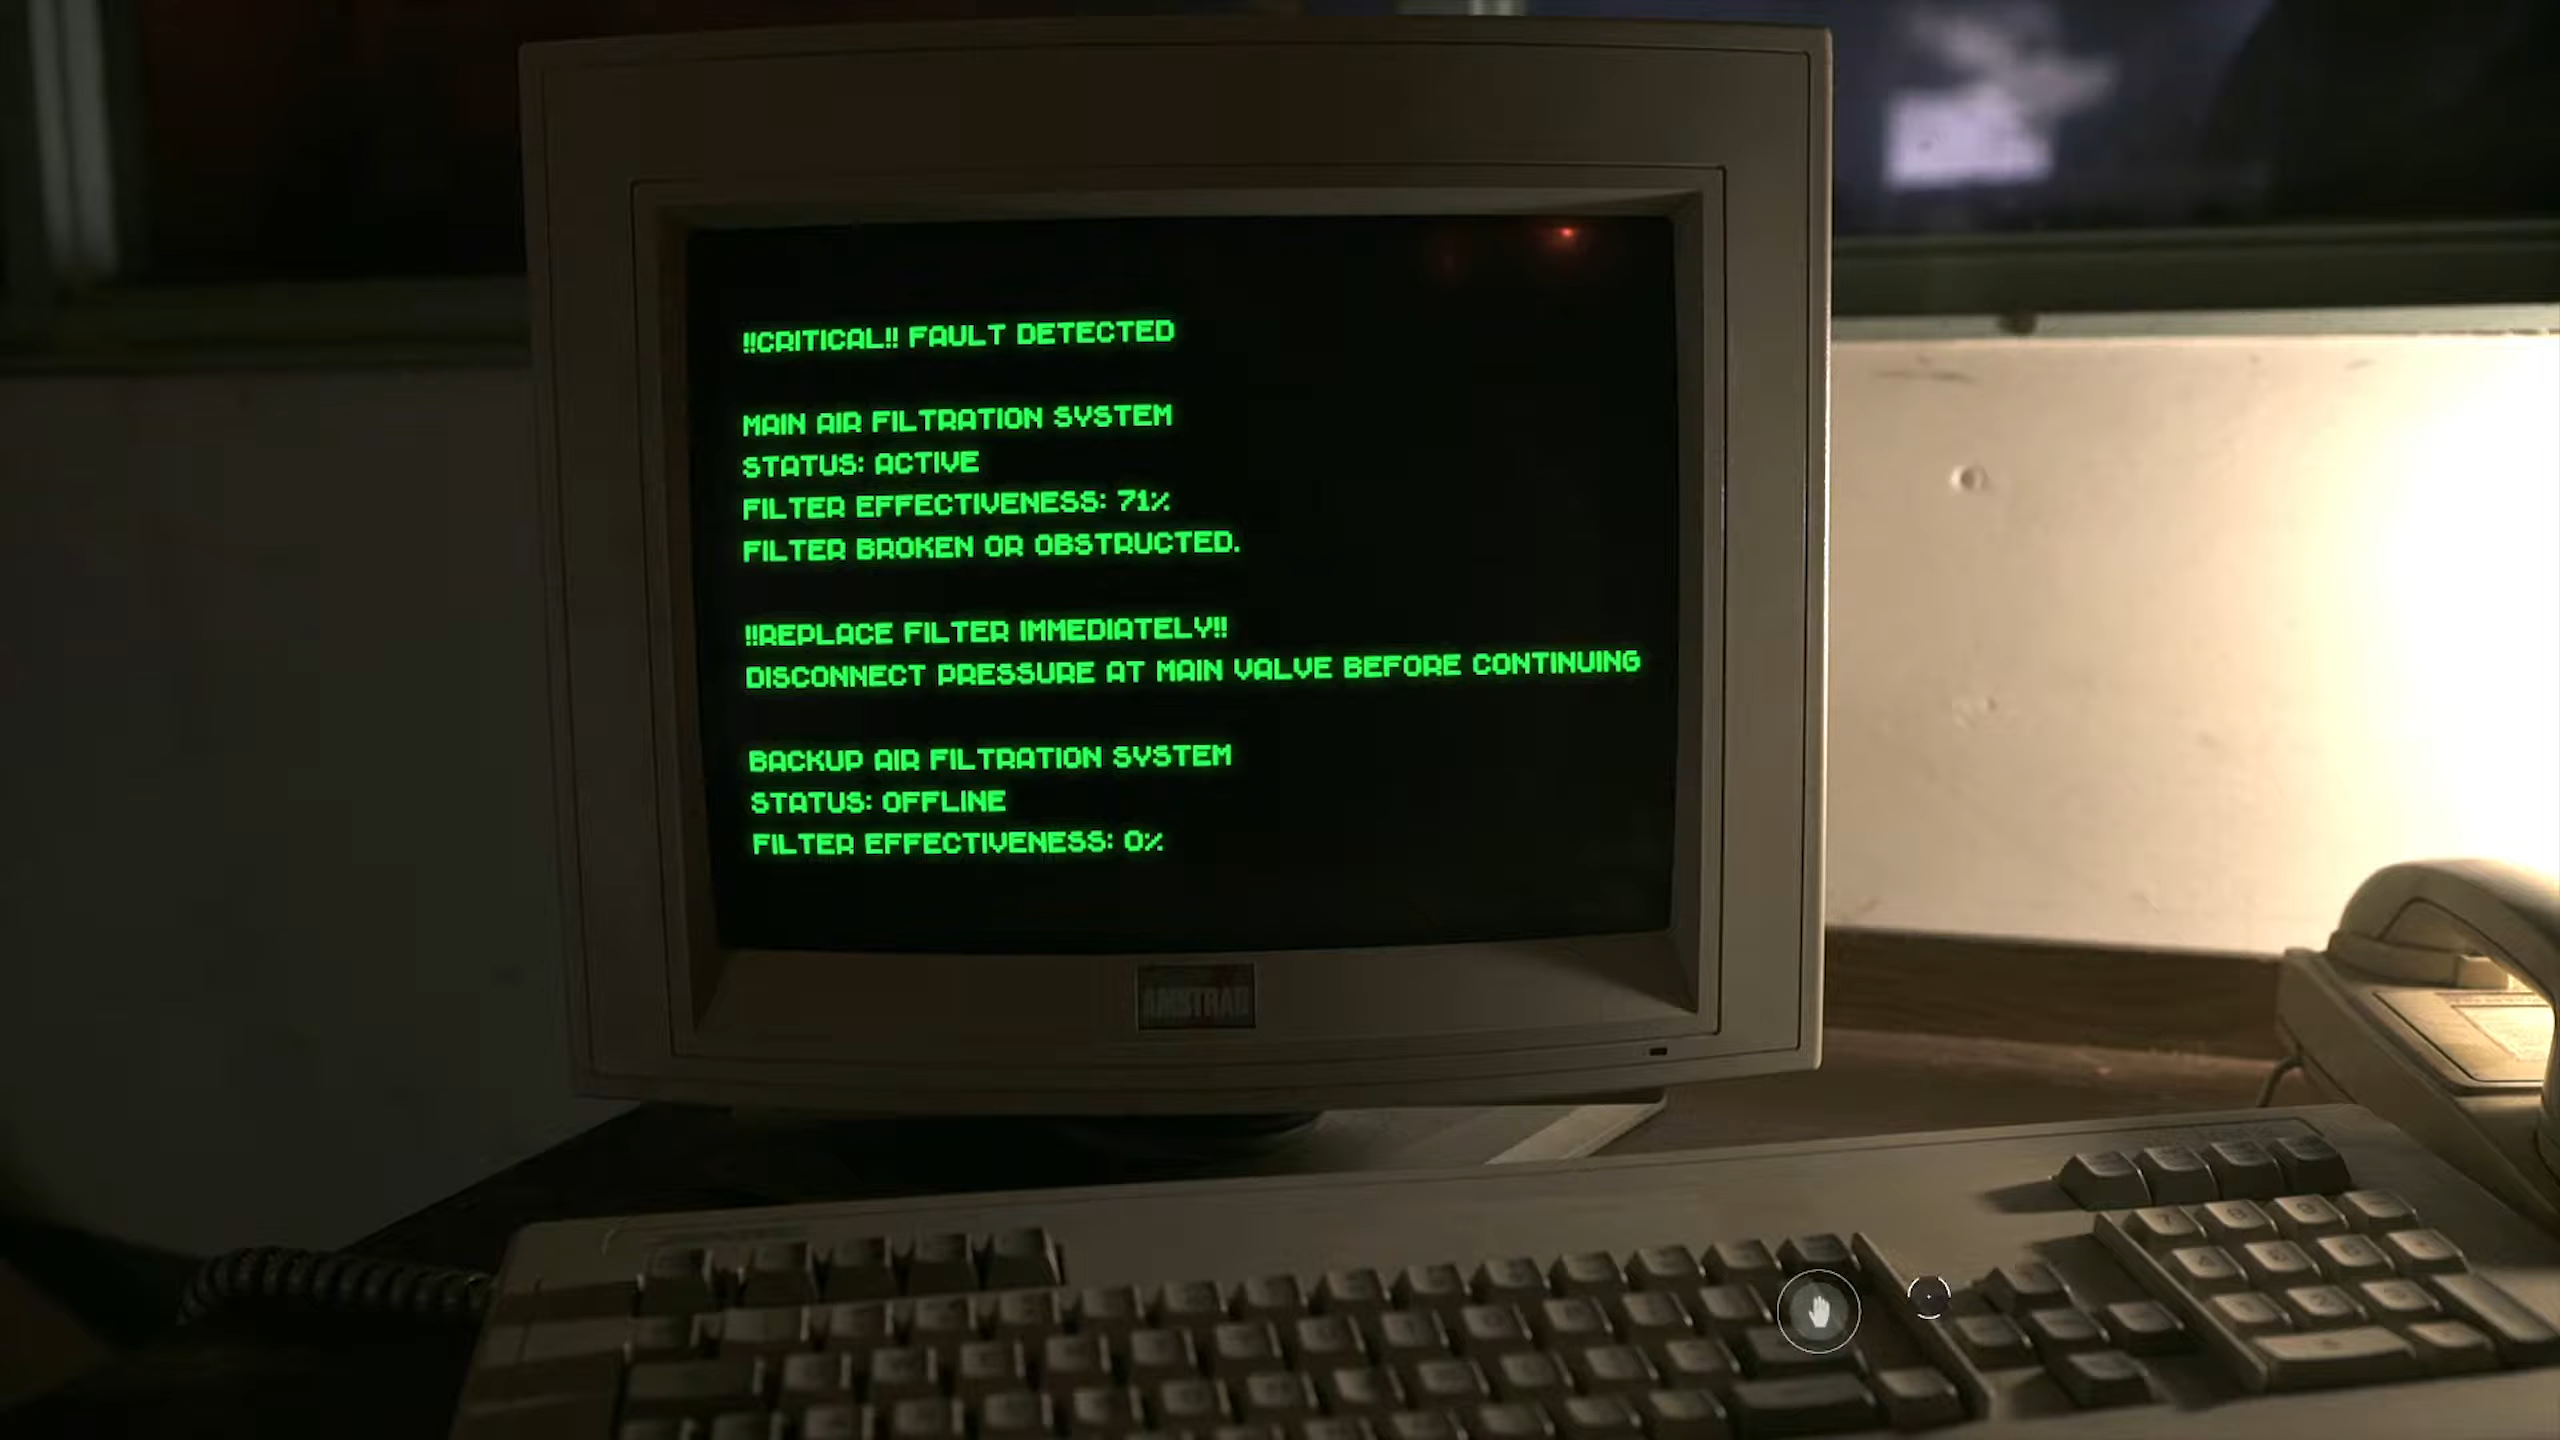 !!CRITICAL!! FAULT DETECTED
MAIN AIR FILTRATION SYSTEM
STATUS: ACTIVE
FILTER EFFECTIVENESS: 71%
FILTER BROKEN OR OBSTRUCTED.
!!REPLACE FILTER IMMEDIATELY!!
DISCONNECT PRESSURE AT MAIN VALVE BEFORE CONTINUING
BACKUP AIR FILTRATION SYSTEM
STATUS: OFFLINE
FILTER EFFECTIVENESS: 0%
AMSTRAD